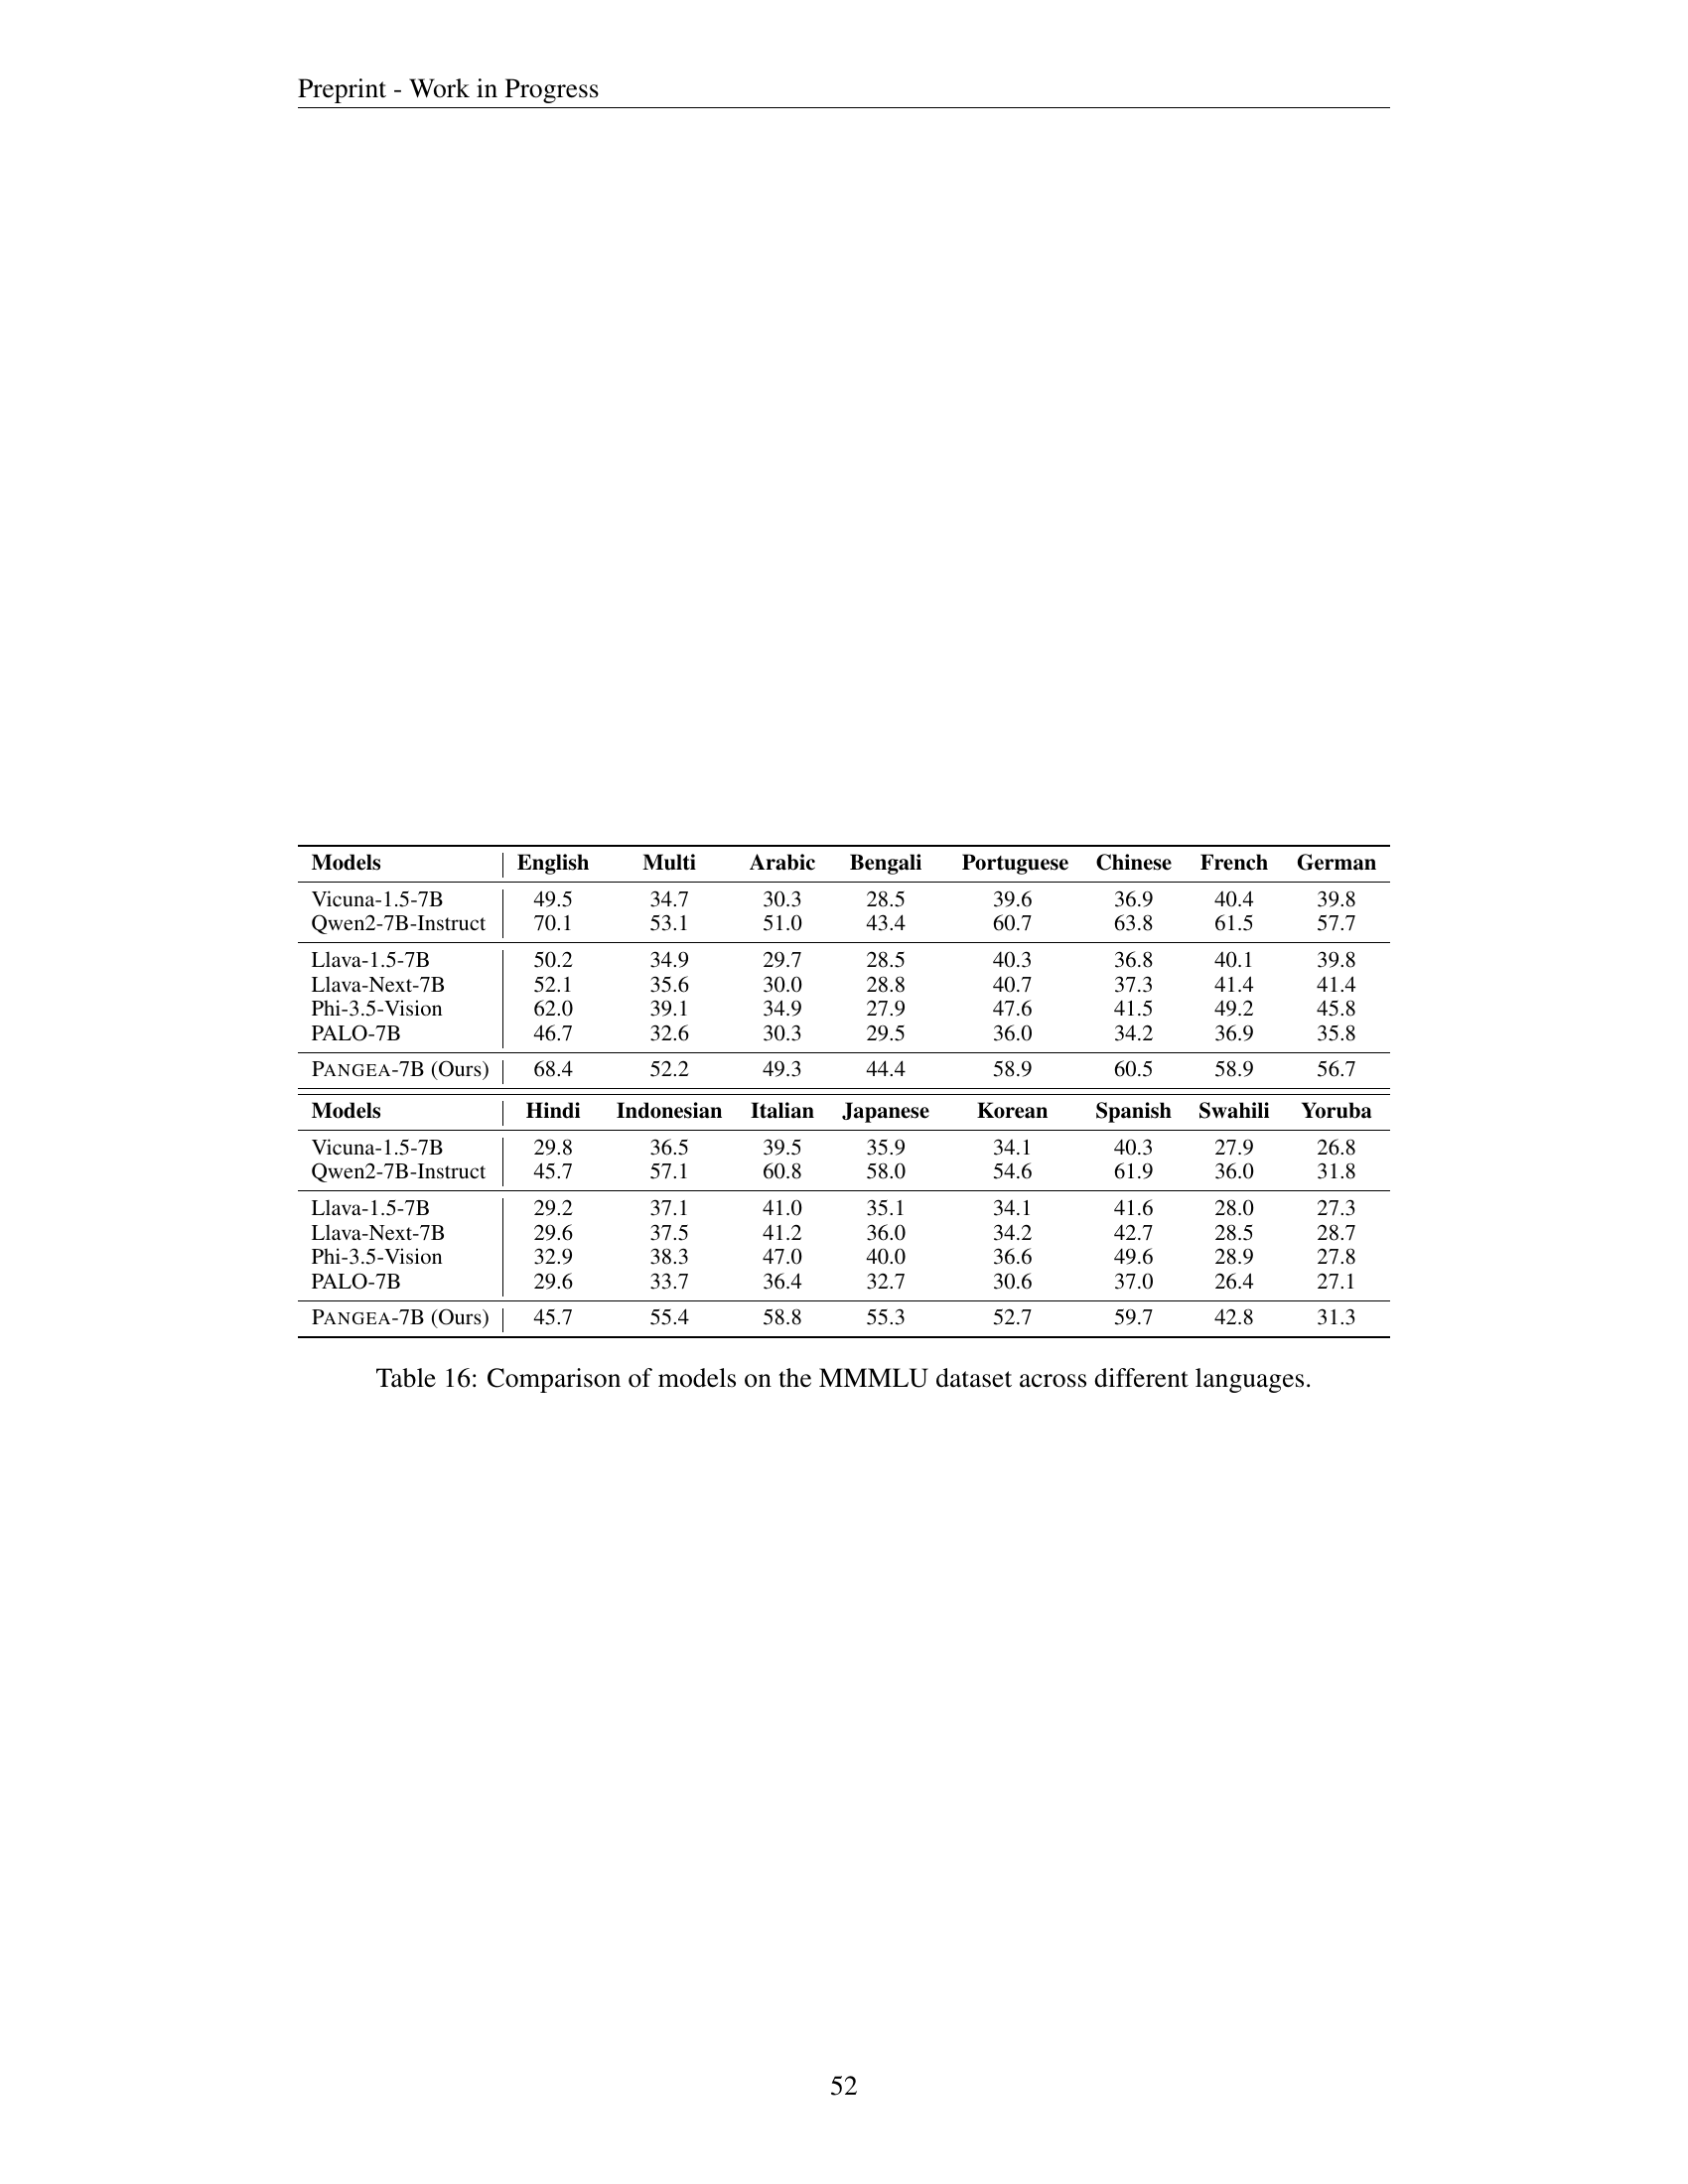 Preprint - Work in Progress
Models English Multi Arabic Bengali Portuguese Chinese French German
Vicuna-1.5-7B 49.5 34.7 30.3 28.5 39.6 36.9 40.4 39.8
Qwen2-7B-Instruct 70.1 53.1 51.0 43.4 60.7 63.8 61.5 57.7
Llava-1.5-7B 50.2 34.9 29.7 28.5 40.3 36.8 40.1 39.8
Llava-Next-7B 52.1 35.6 30.0 28.8 40.7 37.3 41.4 41.4
Phi-3.5-Vision 62.0 39.1 34.9 27.9 47.6 41.5 49.2 45.8
PALO-7B 46.7 32.6 30.3 29.5 36.0 34.2 36.9 35.8
PANGEA-7B (Ours) 68.4 52.2 49.3 44.4 58.9 60.5 58.9 56.7
Models Hindi Indonesian Italian Japanese Korean Spanish Swahili Yoruba
Vicuna-1.5-7B 29.8 36.5 39.5 35.9 34.1 40.3 27.9 26.8
Qwen2-7B-Instruct 45.7 57.1 60.8 58.0 54.6 61.9 36.0 31.8
Llava-1.5-7B 29.2 37.1 41.0 35.1 34.1 41.6 28.0 27.3
Llava-Next-7B 29.6 37.5 41.2 36.0 34.2 42.7 28.5 28.7
Phi-3.5-Vision 32.9 38.3 47.0 40.0 36.6 49.6 28.9 27.8
PALO-7B 29.6 33.7 36.4 32.7 30.6 37.0 26.4 27.1
PANGEA-7B (Ours) 45.7 55.4 58.8 55.3 52.7 59.7 42.8 31.3
Table 16: Comparison of models on the MMMLU dataset across different languages.
52